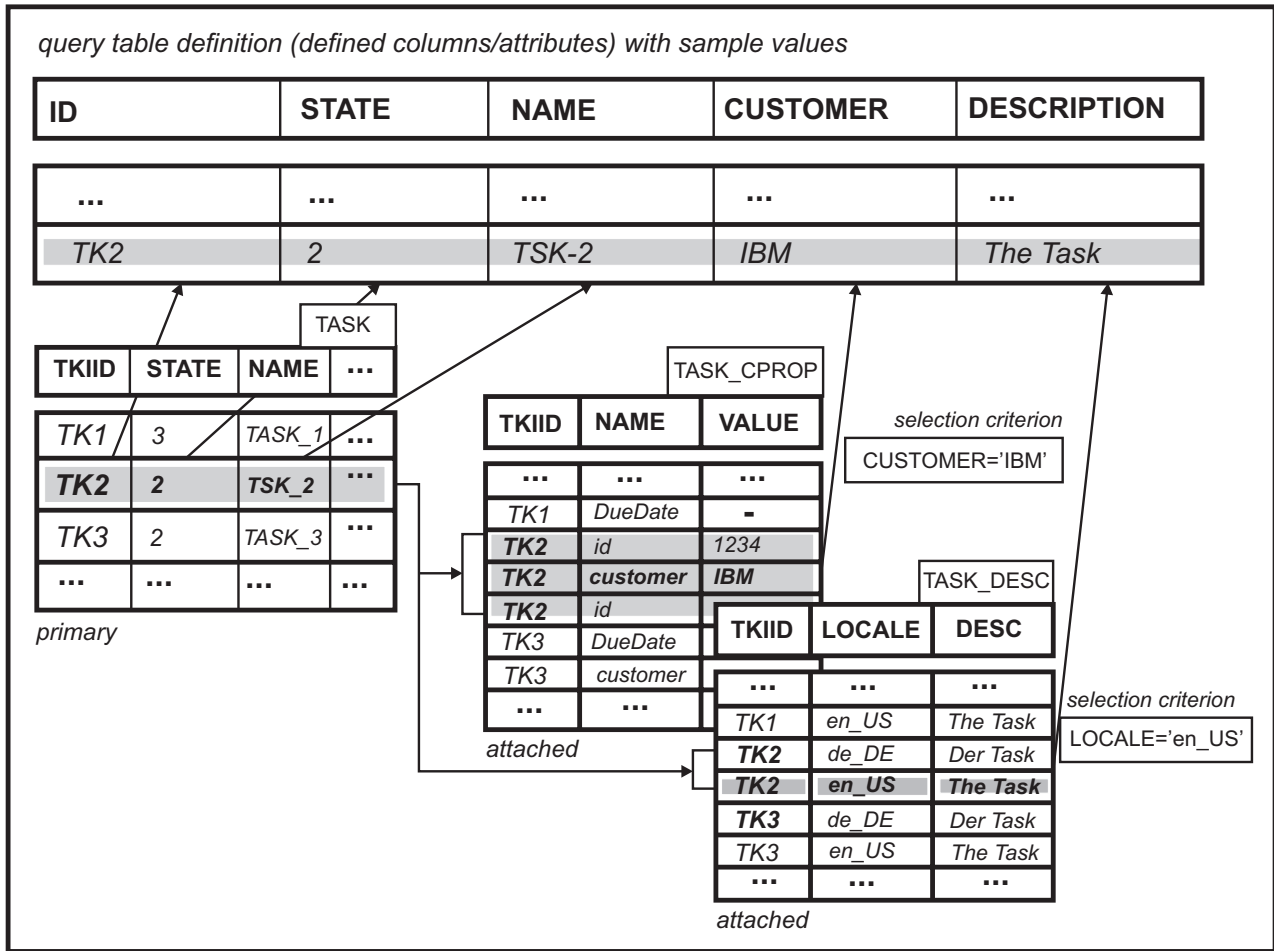 query table definition (defined columns/attributes) with sample values
ID STATE NAME CUSTOMER DESCRIPTION
... ... ... ... ...
TK2 2 TSK-2 IBM The Task
TASK
TKIID STATE NAME ...
TK1 3 TASK_1 ...
TK2 2 TSK_2 ...
TK3 2 TASK_3 ...
... ... ... ...
primary
TASK_CPROP
TKIID NAME VALUE
... ... ...
TK1 DueDate -
TK2 id 1234
TK2 customer IBM
TK2 id
TK3 DueDate
TK3 customer
... ...
attached
selection criterion
CUSTOMER='IBM'
TASK_DESC
TKIID LOCALE DESC
... ... ...
TK1 en_US The Task
TK2 de_DE Der Task
TK2 en_US The Task
TK3 de_DE Der Task
TK3 en_US The Task
... ... ...
attached
selection criterion
LOCALE='en_US'